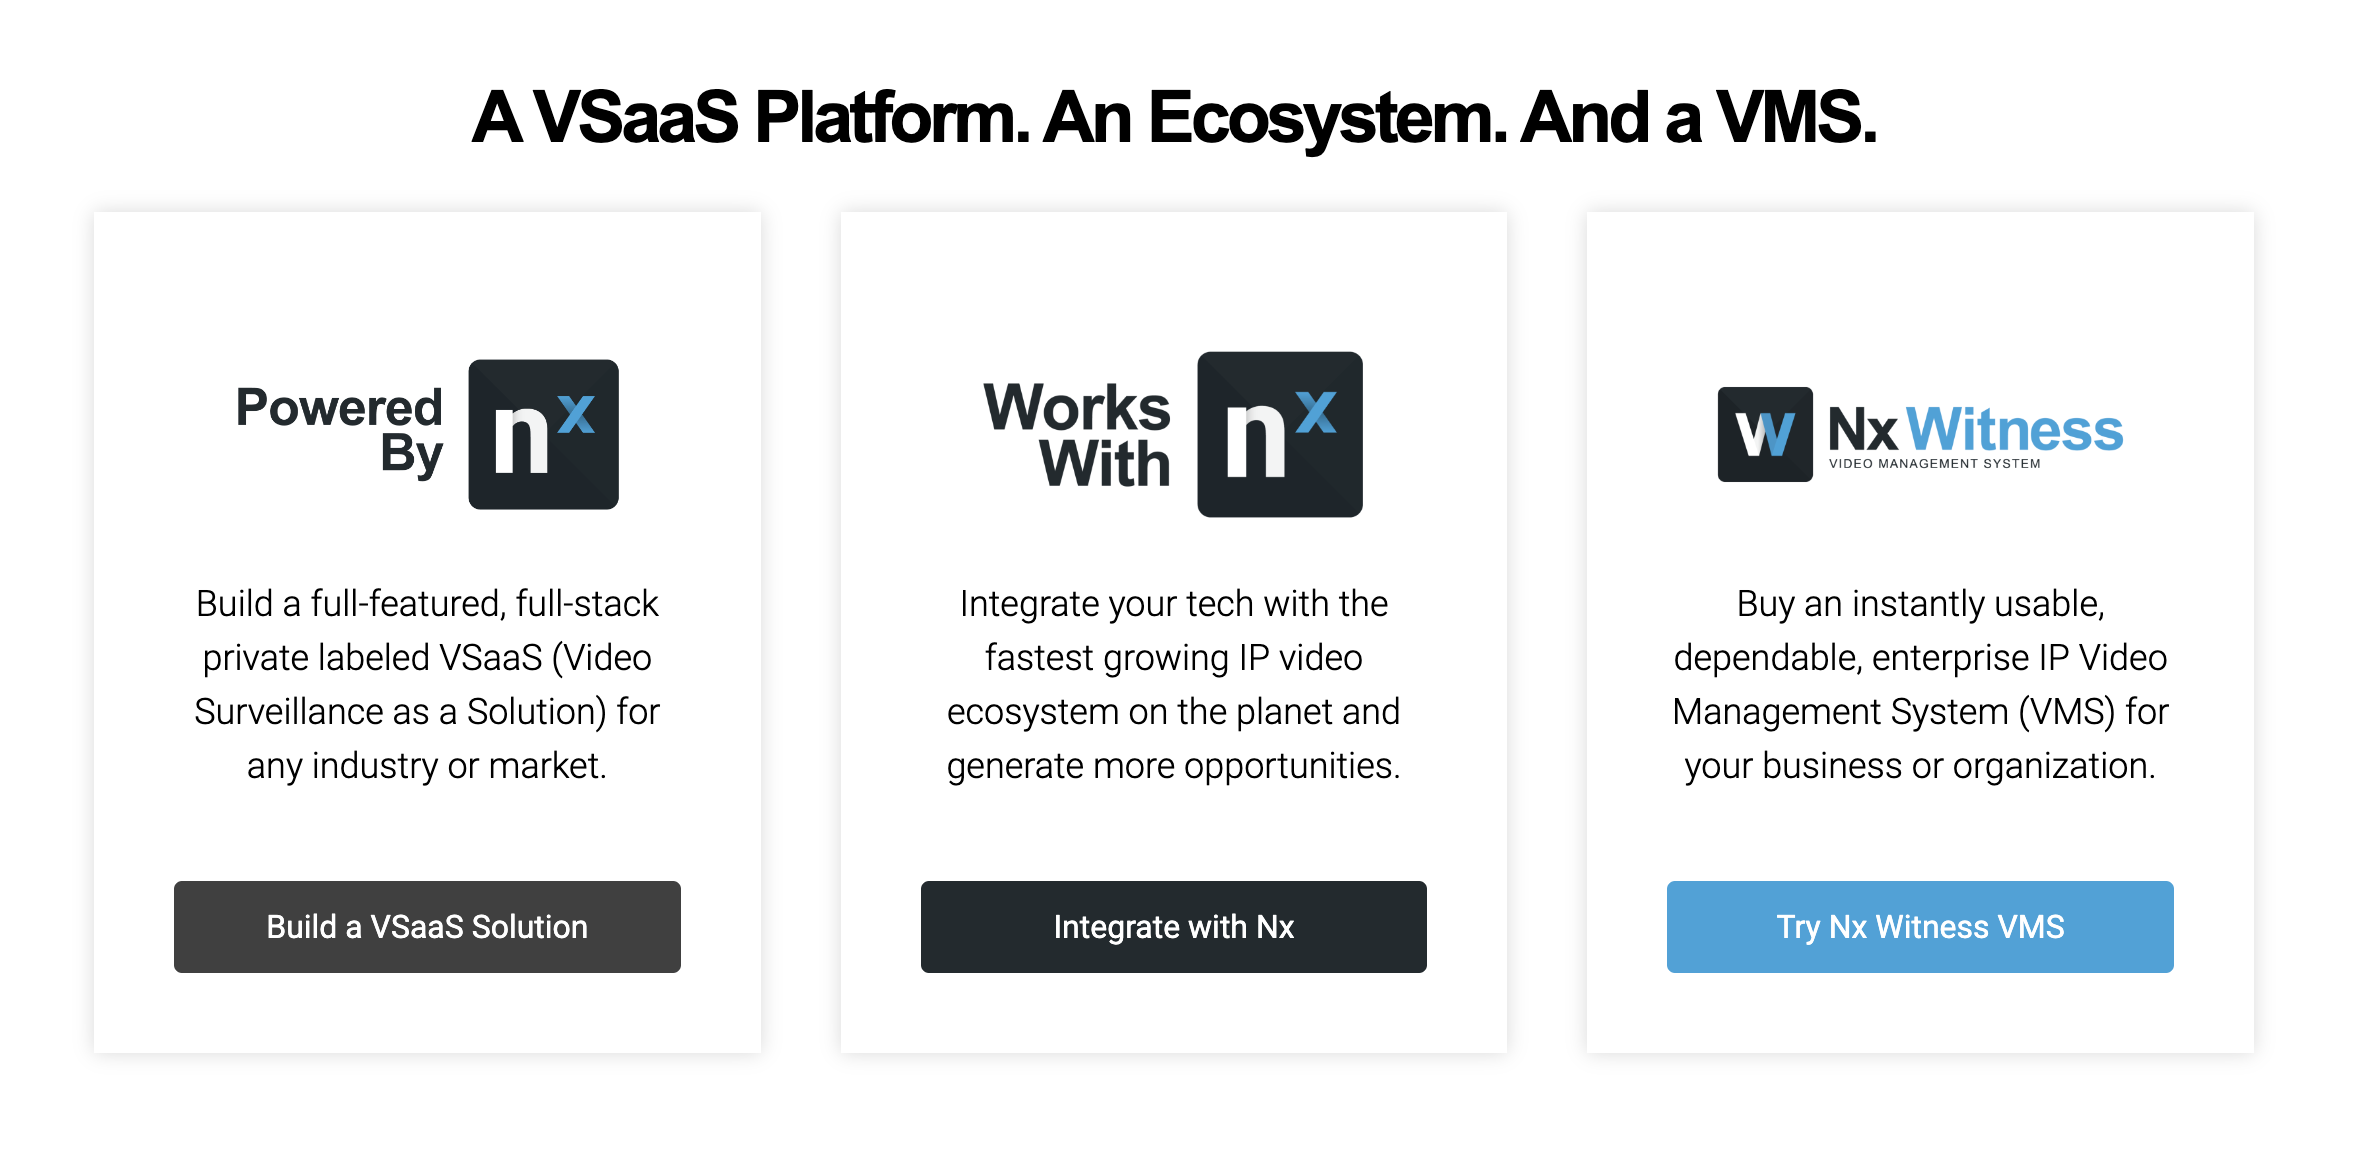 A VSaaS Platform. An Ecosystem. And a VMS.
Powered
By
nx
Build a full-featured, full-stack
private labeled VSaaS (Video
Surveillance as a Solution) for
any industry or market.
Build a VSaaS Solution
Works
With
nx
Integrate your tech with the
fastest growing IP video
ecosystem on the planet and
generate more opportunities.
Integrate with Nx
W
Nx Witness
VIDEO MANAGEMENT SYSTEM
Buy an instantly usable,
dependable, enterprise IP Video
Management System (VMS) for
your business or organization.
Try Nx Witness VMS